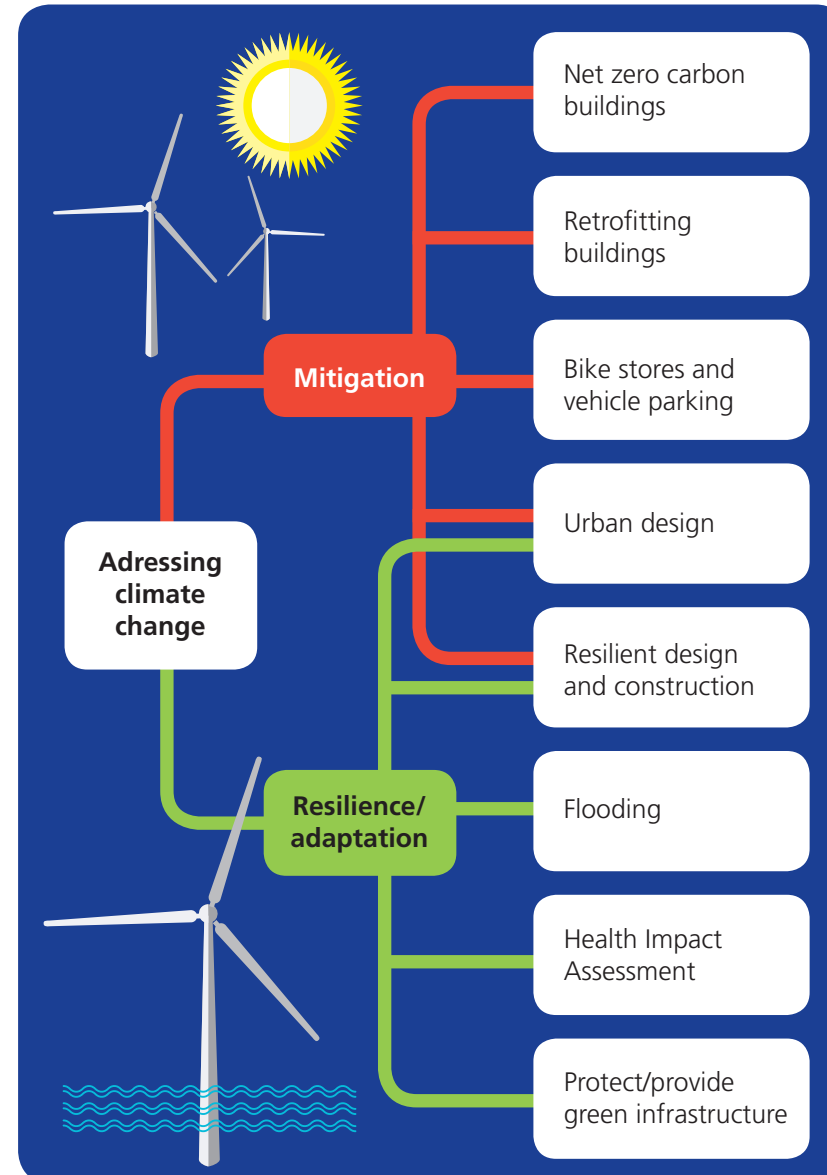 Net zero carbon
buildings
Retrofitting
buildings
Mitigation
Bike stores and
vehicle parking
Urban design
Adressing
climate
change
Resilient design
and construction
Resilience/
adaptation
Flooding
Health Impact
Assessment
Protect/provide
green infrastructure